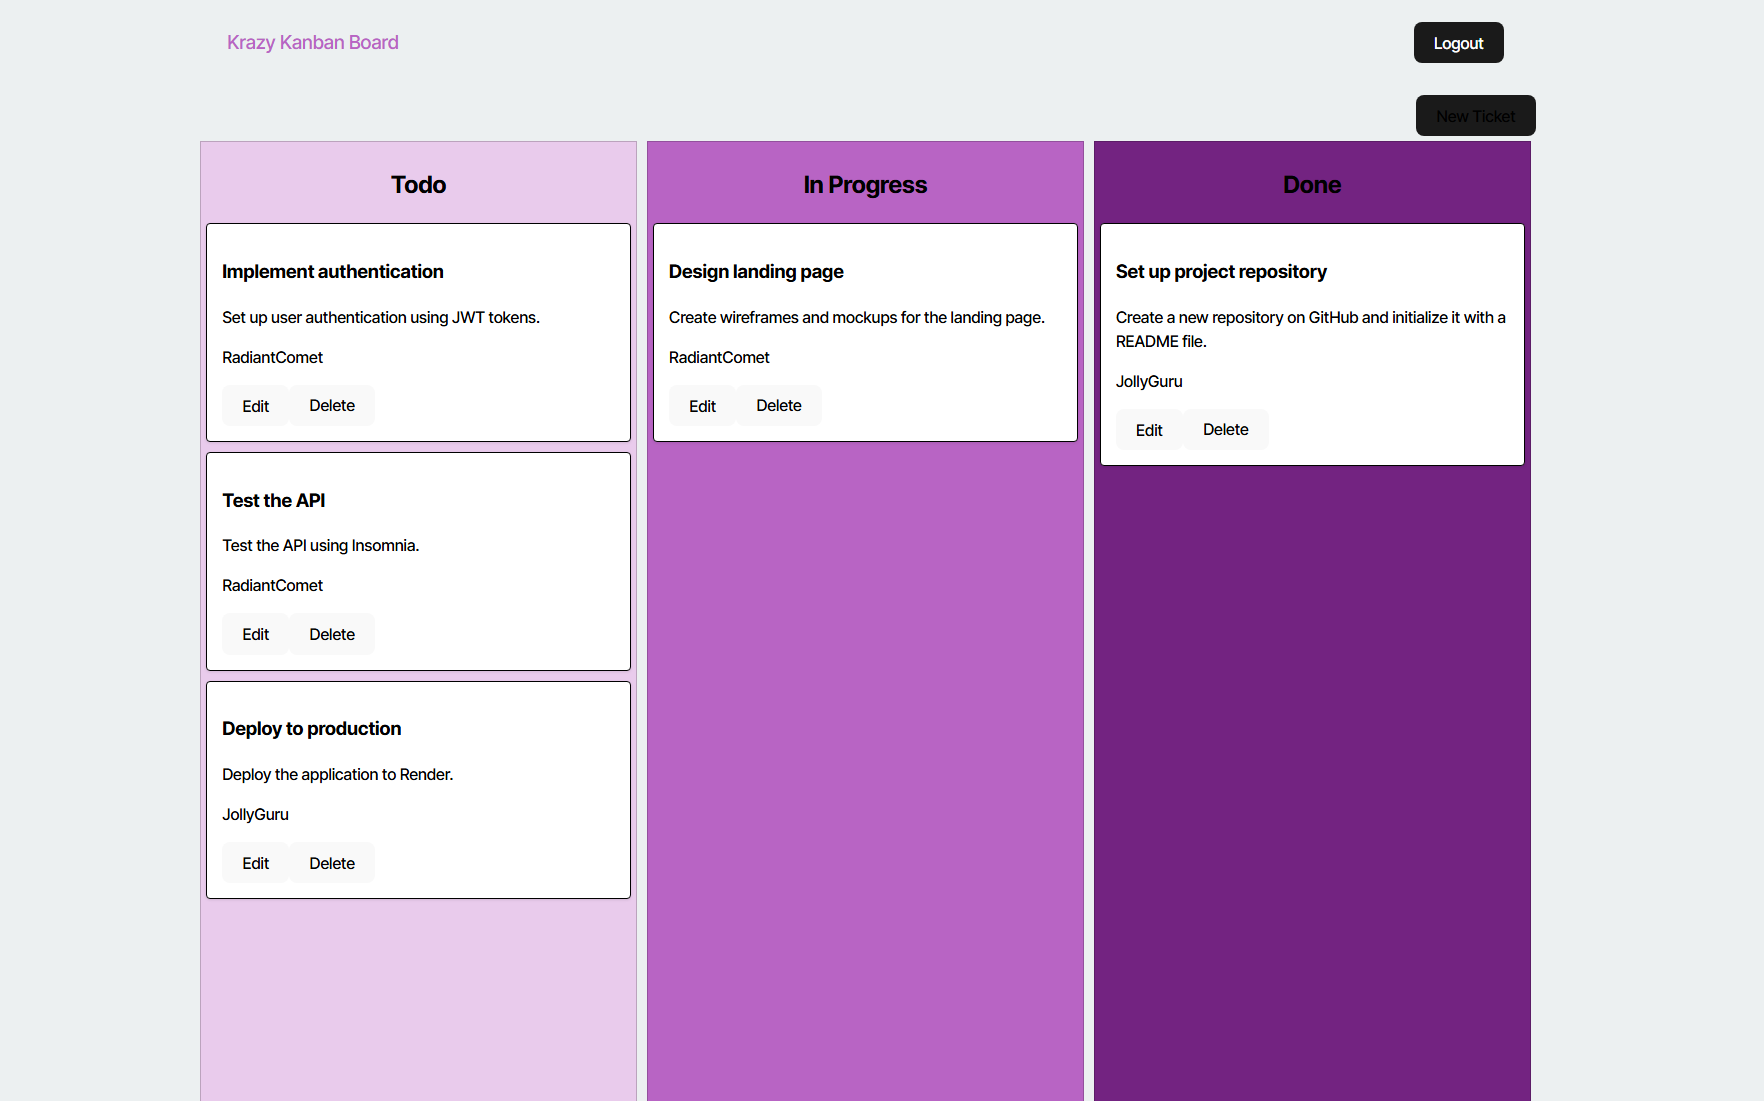 Krazy Kanban Board
Logout
New Ticket
Todo
Implement authentication
Set up user authentication using JWT tokens.
RadiantComet
Edit
Delete
Test the API
Test the API using Insomnia.
RadiantComet
Edit
Delete
Deploy to production
Deploy the application to Render.
JollyGuru
Edit
Delete
In Progress
Design landing page
Create wireframes and mockups for the landing page.
RadiantComet
Edit
Delete
Done
Set up project repository
Create a new repository on GitHub and initialize it with a
README file.
JollyGuru
Edit
Delete